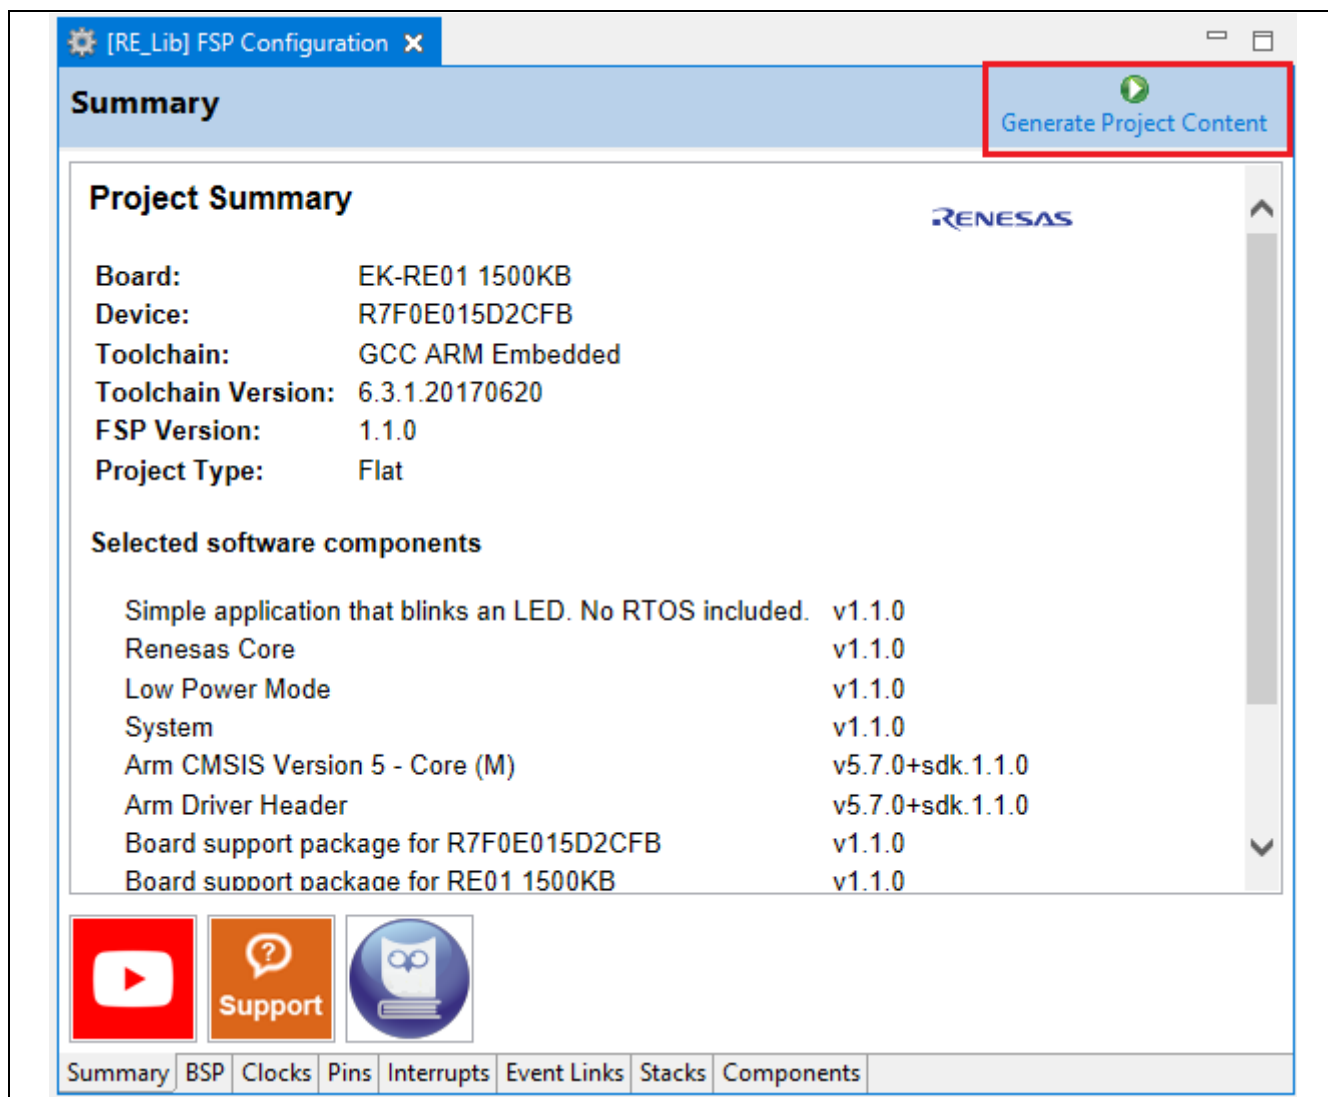 [RE_Lib] FSP Configuration
Summary
Generate Project Content
Project Summary
RENESAS
Board: EK-RE01 1500KB
Device: R7F0E015D2CFB
Toolchain: GCC ARM Embedded
Toolchain Version: 6.3.1.20170620
FSP Version: 1.1.0
Project Type: Flat
Selected software components
Simple application that blinks an LED. No RTOS included. v1.1.0
Renesas Core v1.1.0
Low Power Mode v1.1.0
System v1.1.0
Arm CMSIS Version 5 - Core (M) v5.7.0+sdk.1.1.0
Arm Driver Header v5.7.0+sdk.1.1.0
Board support package for R7F0E015D2CFB v1.1.0
Board support package for RE01 1500KB v1.1.0
Support
Summary BSP Clocks Pins Interrupts Event Links Stacks Components